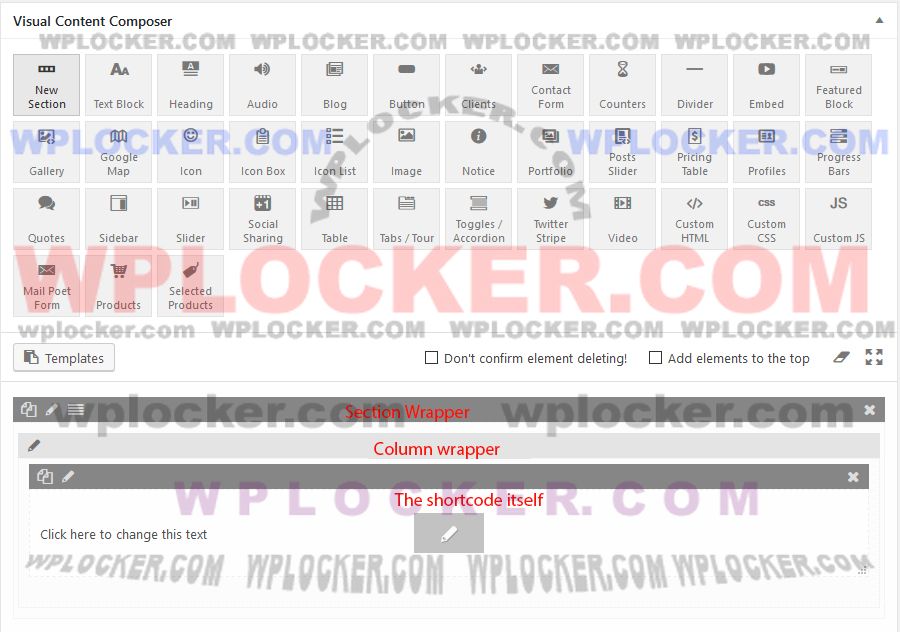 Visual Content Composer
WPLOCKER.COM WPLOCKER.COM WPLOCKER.COM WPLOCKER.COM
New Section
Text Block
Heading
Audio
Blog
Button
Clients
Contact Form
Counters
Divider
Embed
Featured Block
WPLOCKER.COM WPLOCKER.COM WPLOCKER.COM
Gallery
Google Map
Icon
Icon Box
Icon List
Image
Notice
Portfolio
Posts Slider
Pricing Table
Profiles
Progress Bars
Quotes
Sidebar
Slider
+1
Social Sharing
Table
Tabs / Tour
Toggles / Accordion
Twitter Stripe
Video
</>
Custom HTML
CSS
Custom CSS
JS
Custom JS
WPLOCKER.COM
Mail Poet Form
Products
Selected Products
wplocker.com WPLOCKER.COM WPLOCKER.COM WPLOCKER.COM
Templates
Don't confirm element deleting!
Add elements to the top
wplocker.com wplocker.com
Section Wrapper
Column wrapper
WPLOCKER.COM
The shortcode itself
Click here to change this text
WPLOCKER.COM WPLOCKER.COM WPLOCKER.COM WPLOCKER.COM